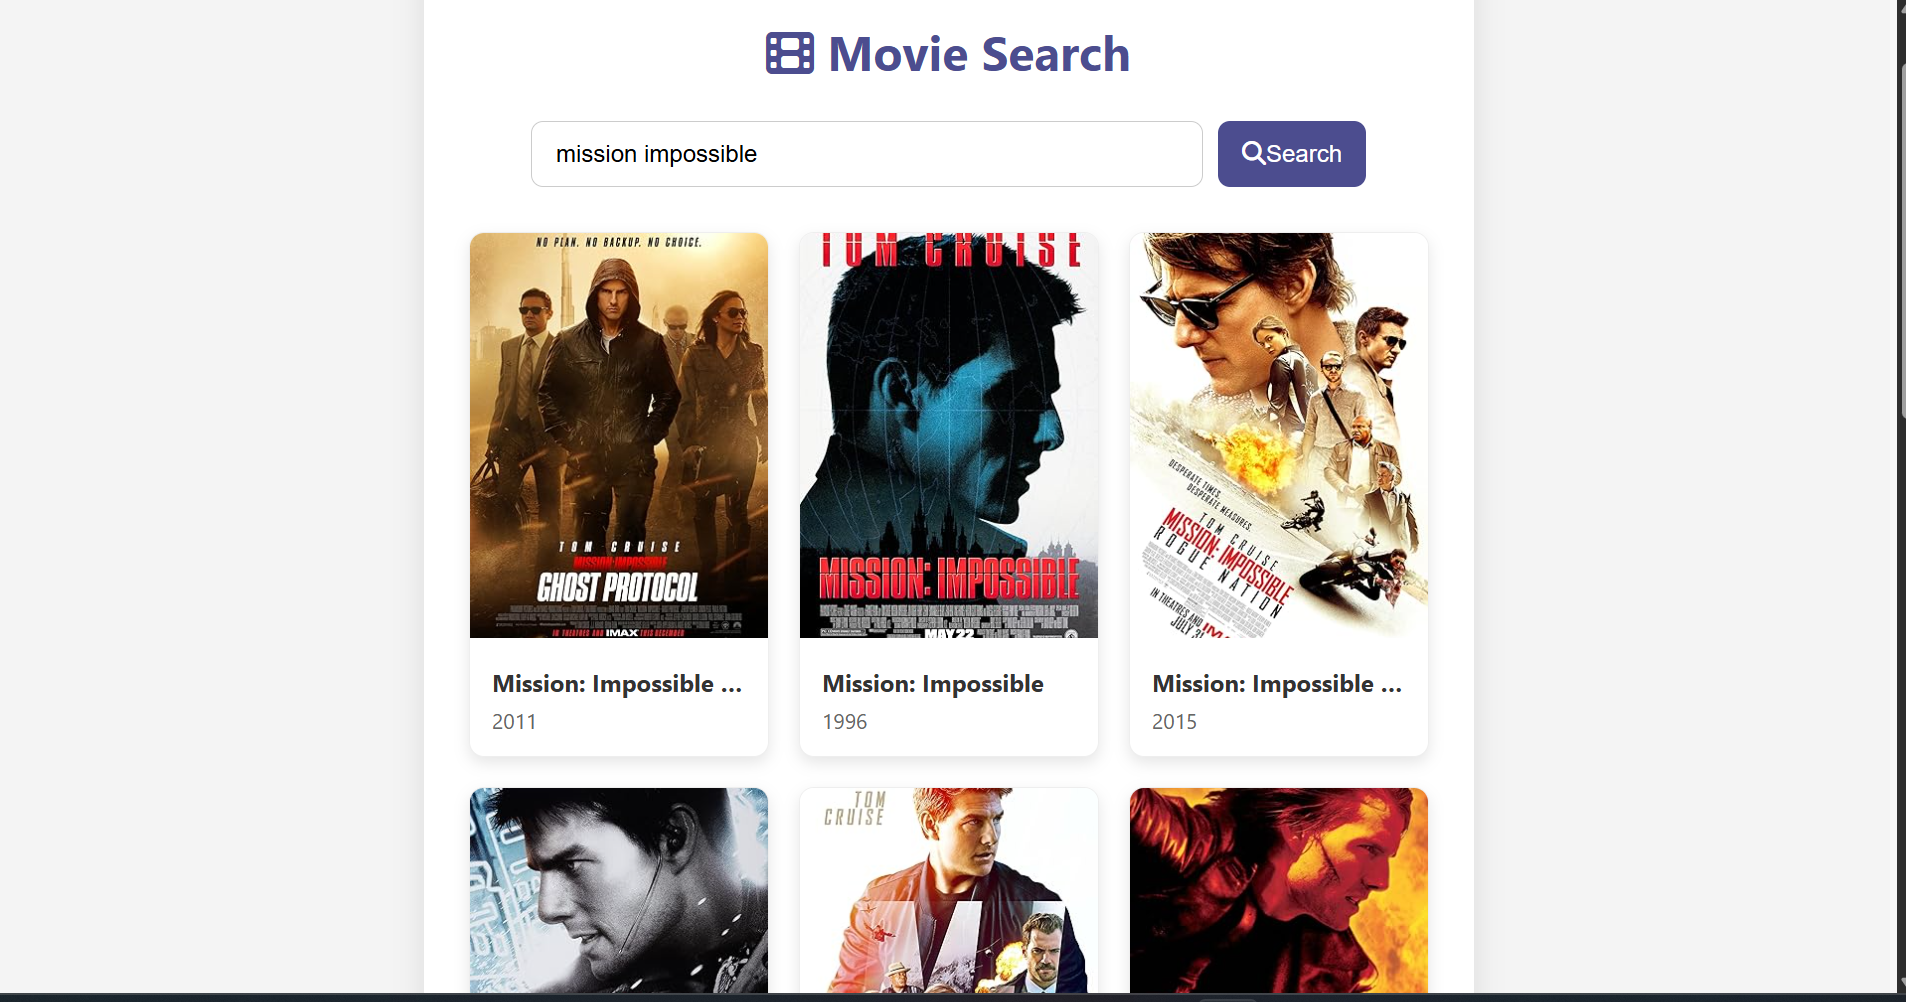 Movie Search
mission impossible
Search
NO PLAN. NO BACKUP. NO CHOICE.
TOM CRUISE
MISSION: IMPOSSIBLE
GHOST PROTOCOL
IN THEATRES AND IMAX THIS DECEMBER
Mission: Impossible ...
2011
TOM CRUISE
MISSION: IMPOSSIBLE
MAY 22
Mission: Impossible
1996
DESPERATE TIMES.
DESPERATE MEASURES.
TOM CRUISE
MISSION: IMPOSSIBLE
ROGUE NATION
IN THEATRES AND IMAX
JULY 31
Mission: Impossible ...
2015
TOM
CRUISE